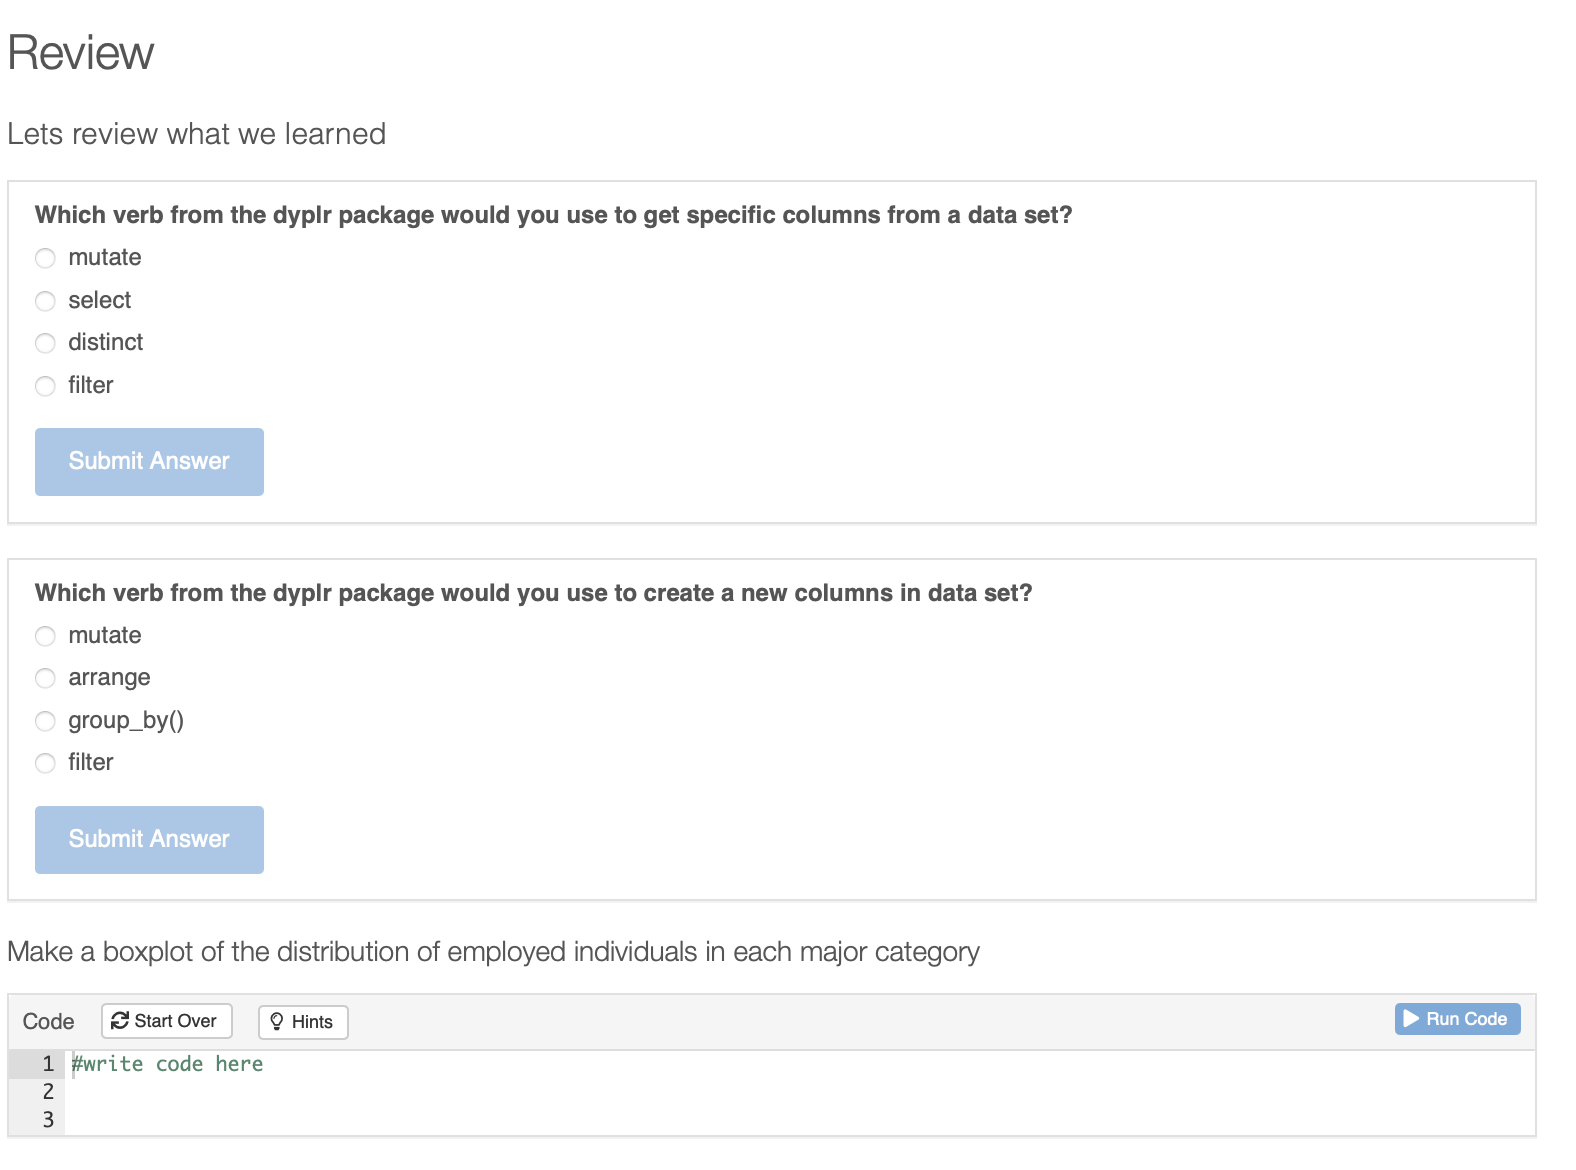 Review
Lets review what we learned
Which verb from the dyplr package would you use to get specific columns from a data set?
mutate
select
distinct
filter
Submit Answer
Which verb from the dyplr package would you use to create a new columns in data set?
mutate
arrange
group_by()
filter
Submit Answer
Make a boxplot of the distribution of employed individuals in each major category
Code Start Over Hints Run Code
1 #write code here
2
3